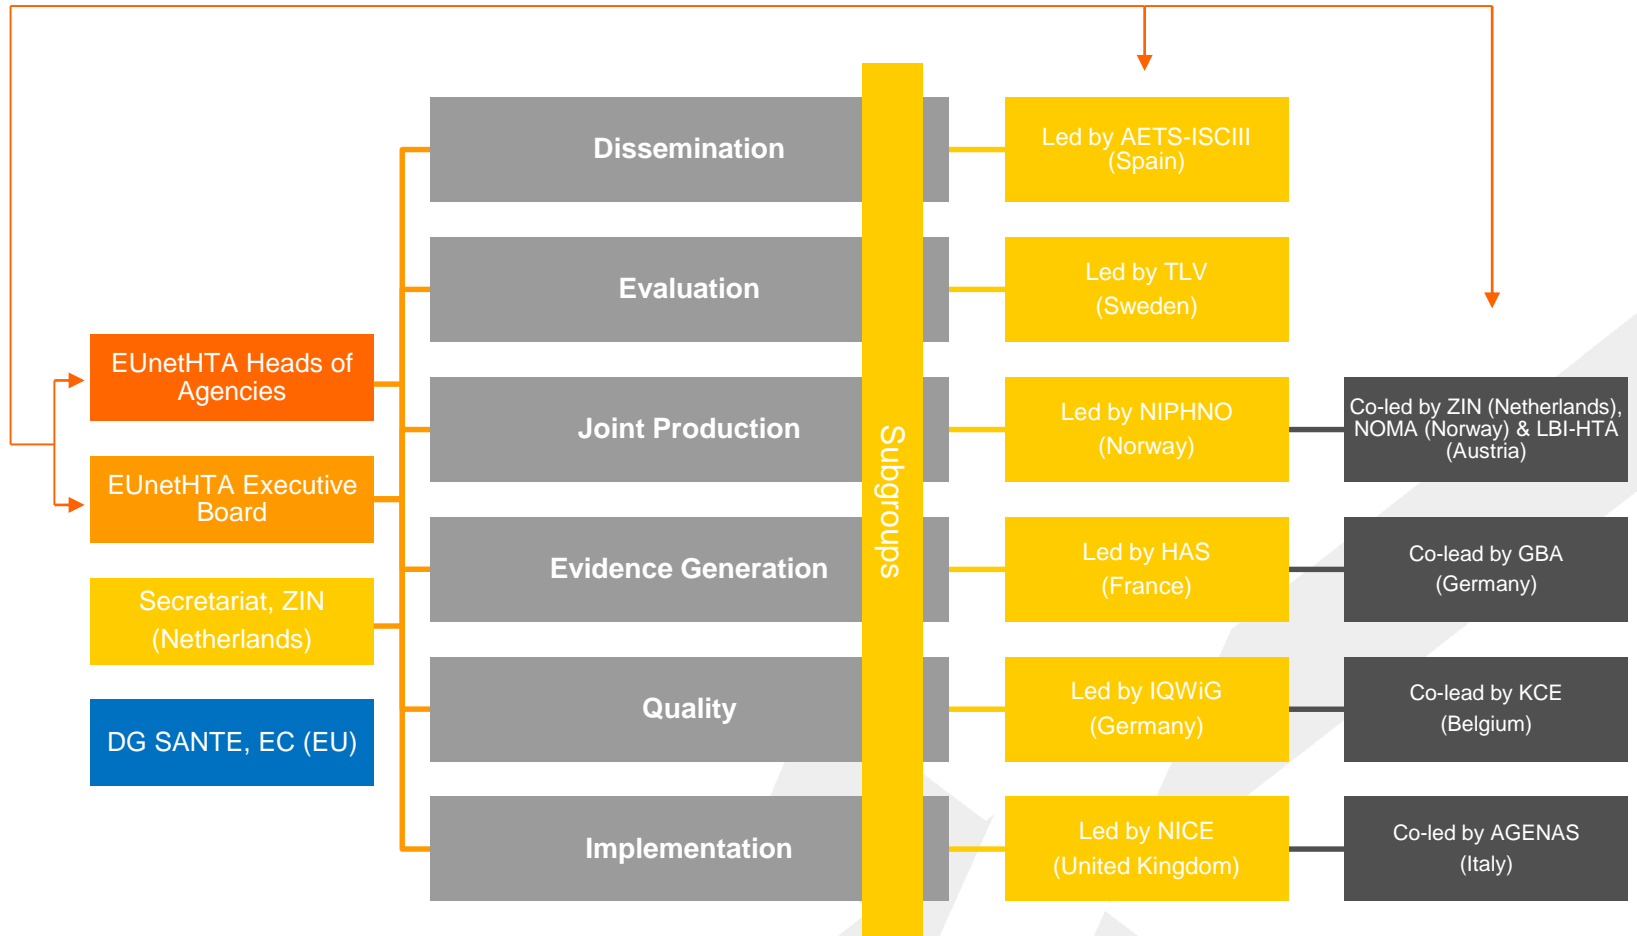 EUnetHTA Heads of
Agencies
EUnetHTA Executive
Board
Secretariat, ZIN
(Netherlands)
DG SANTE, EC (EU)
Dissemination
Evaluation
Joint Production
Evidence Generation
Quality
Implementation
Subgroups
Led by AETS-ISCIII
(Spain)
Led by TLV
(Sweden)
Led by NIPHNO
(Norway)
Led by HAS
(France)
Led by IQWiG
(Germany)
Led by NICE
(United Kingdom)
Co-led by ZIN (Netherlands),
NOMA (Norway) & LBI-HTA
(Austria)
Co-lead by GBA
(Germany)
Co-lead by KCE
(Belgium)
Co-led by AGENAS
(Italy)